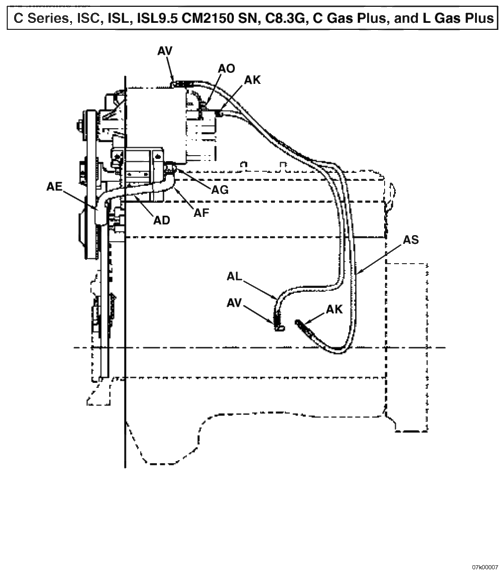 C Series, ISC, ISL, ISL9.5 CM2150 SN, C8.3G, C Gas Plus, and L Gas Plus
AV
AO
AK
AG
AE
AF
AD
AS
AL
AV
AK
07k00007